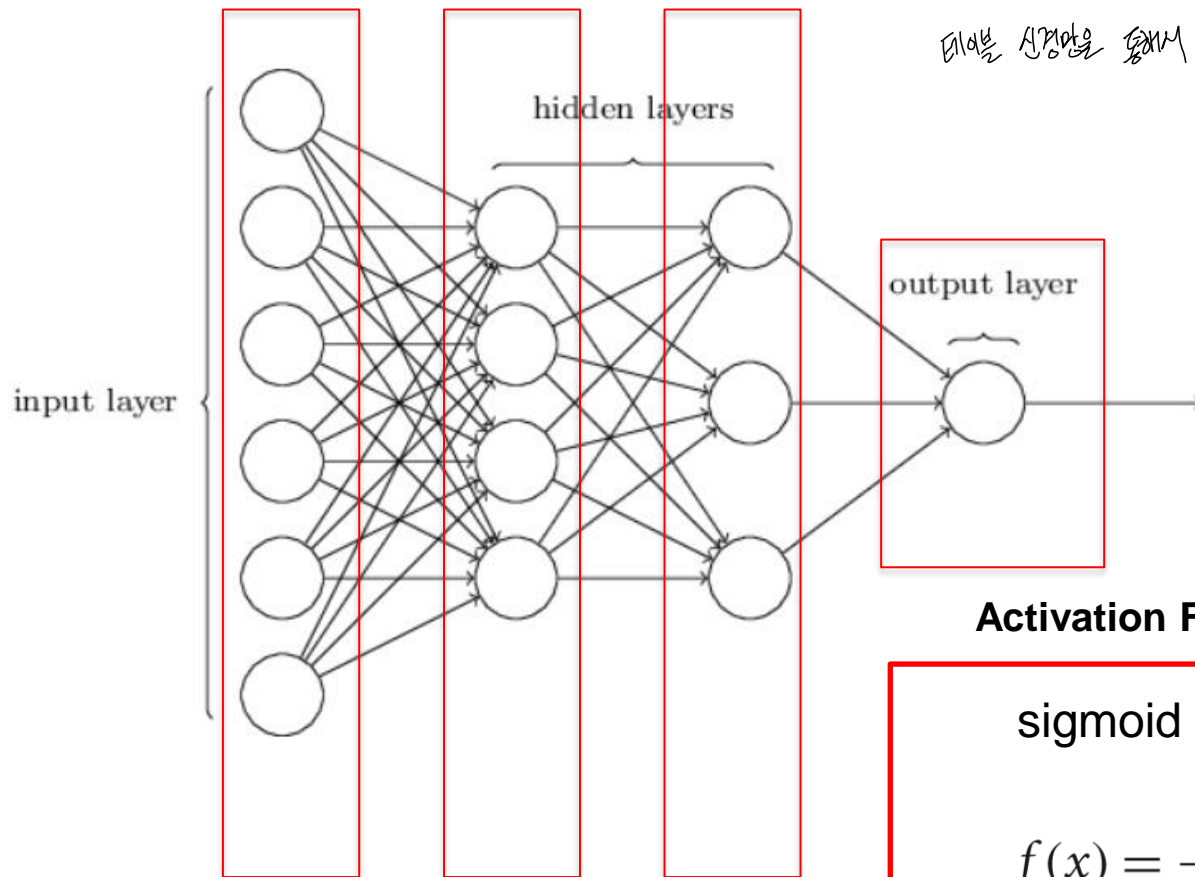 테이블 신경망을 통해서
hidden layers
output layer
input layer
Activation F
sigmoid
f(x) = −